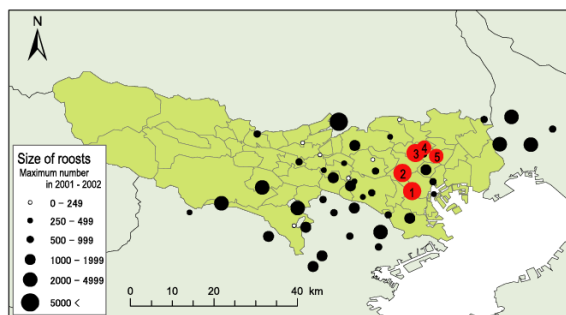 N
4
3
5
2
1
Size of roosts
Maximum number
in 2001 - 2002
0 - 249
250 - 499
500 - 999
1000 - 1999
2000 - 4999
5000 <
0 10 20 40 km